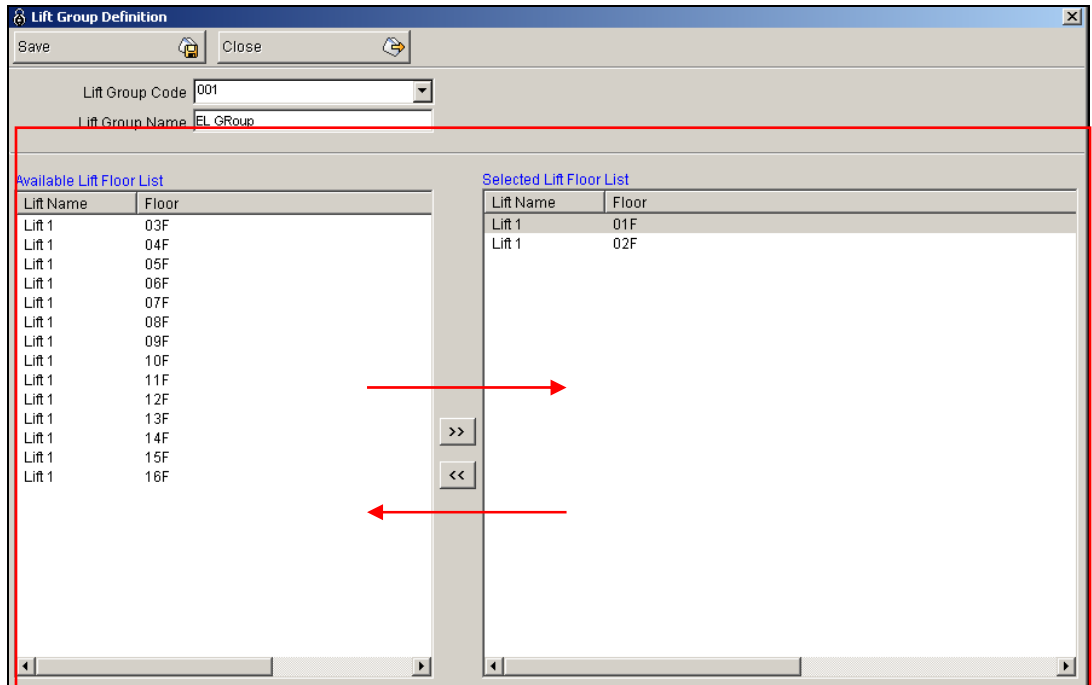 Lift Group Definition
Save Close
Lift Group Code 001
Lift Group Name EL GRoup
Available Lift Floor List
Lift Name Floor
Lift 1 03F
Lift 1 04F
Lift 1 05F
Lift 1 06F
Lift 1 07F
Lift 1 08F
Lift 1 09F
Lift 1 10F
Lift 1 11F
Lift 1 12F
Lift 1 13F
Lift 1 14F
Lift 1 15F
Lift 1 16F
>>
<<
Selected Lift Floor List
Lift Name Floor
Lift 1 01F
Lift 1 02F